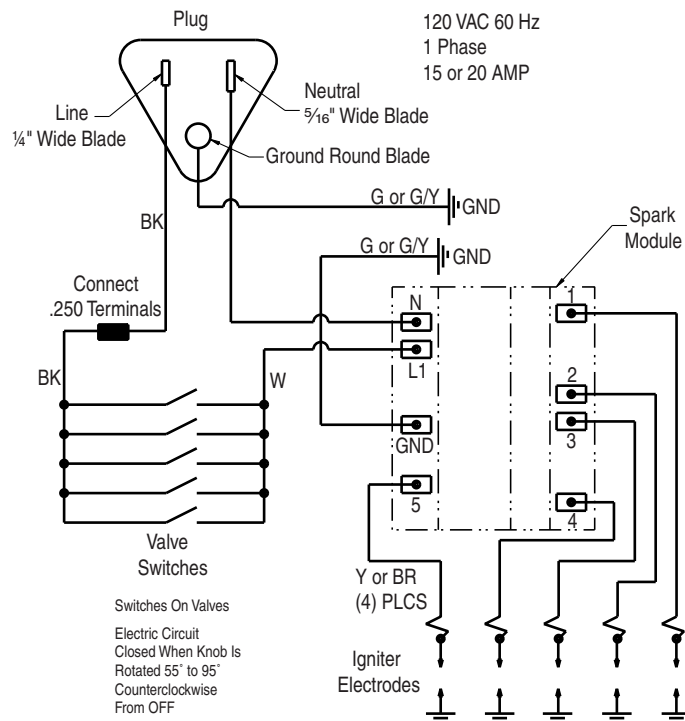 Plug
120 VAC 60 Hz
1 Phase
15 or 20 AMP
Line
¼" Wide Blade
Neutral
5⁄16" Wide Blade
Ground Round Blade
G or G/Y
GND
BK
G or G/Y
GND
Spark
Module
Connect
.250 Terminals
N
1
L1
BK
W
2
3
GND
5
4
Valve
Switches
Y or BR
(4) PLCS
Switches On Valves
Electric Circuit
Closed When Knob Is
Rotated 55˚ to 95˚
Counterclockwise
From OFF
Igniter
Electrodes